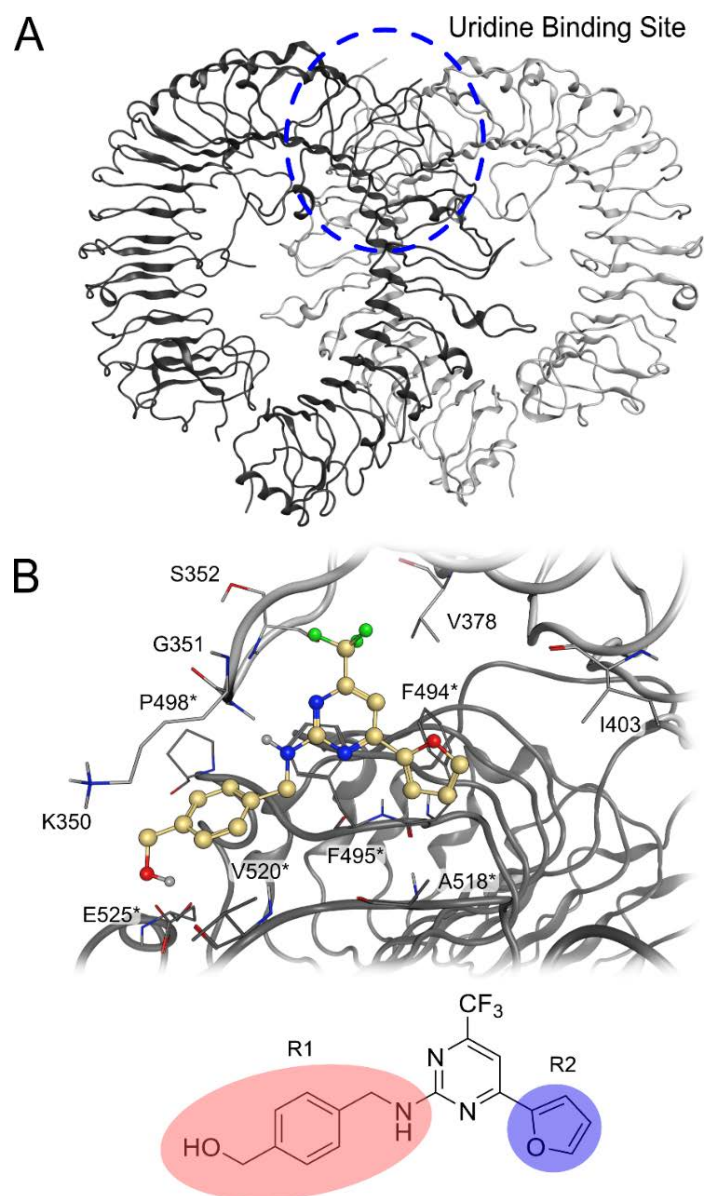 A
Uridine Binding Site
B
S352
V378
G351
P498*
F494*
I403
K350
F495*
V520*
A518*
E525*
CF3
R1
R2
N
N
N
H
HO
O